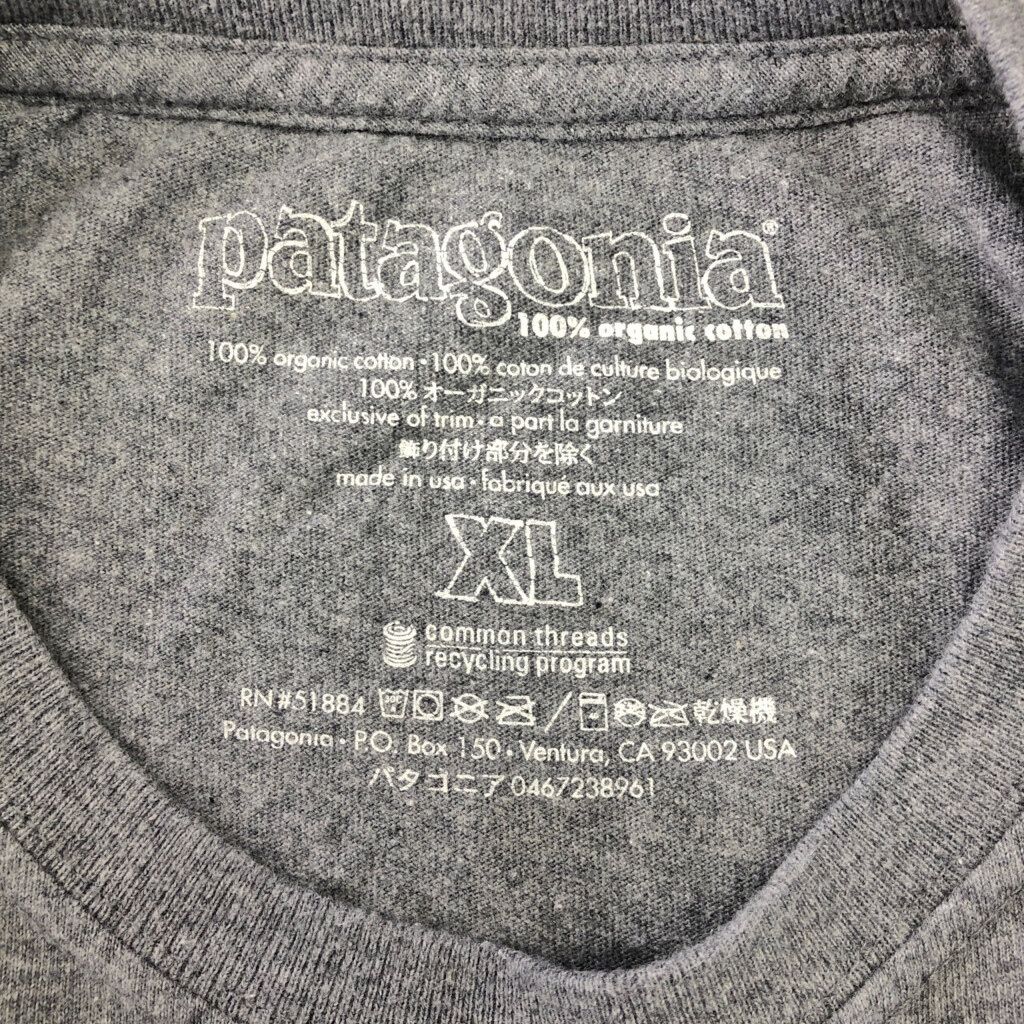 patagonia®
100% organic cotton
100% organic cotton • 100% coton de culture biologique
100% オーガニックコットン
exclusive of trim • a part la garniture
飾り付け部分を除く
made in usa • fabriqué aux usa
XL
common threads
recycling program
RN #51884 / 乾燥機
Patagonia • P.O. Box 150 • Ventura, CA 93002 USA
パタゴニア 0467238961